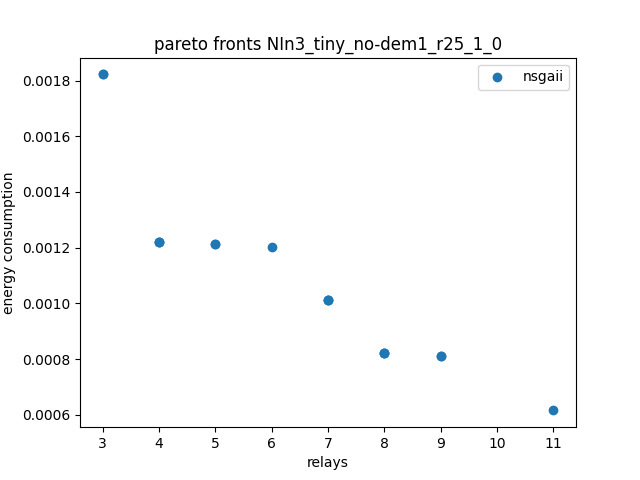 pareto fronts NIn3_tiny_no-dem1_r25_1_0
nsgaii
energy consumption
0.0018
0.0016
0.0014
0.0012
0.0010
0.0008
0.0006
3 4 5 6 7 8 9 10 11
relays